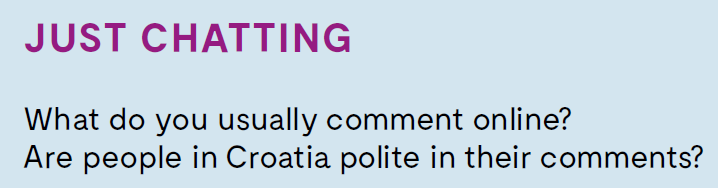 JUST CHATTING
What do you usually comment online?
Are people in Croatia polite in their comments?